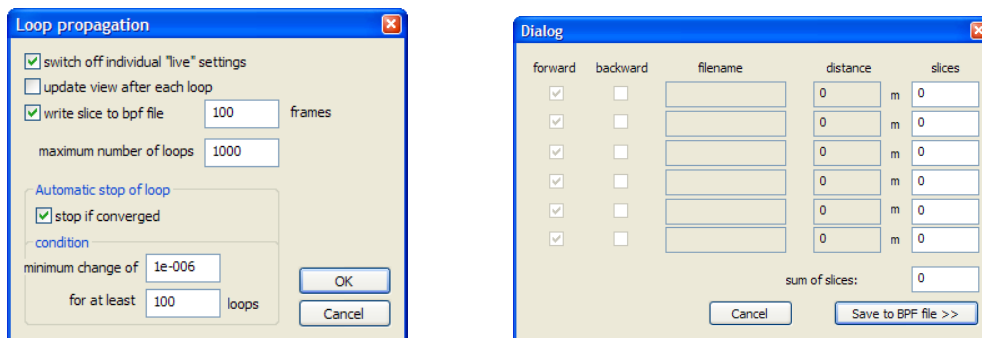 Loop propagation
switch off individual "live" settings
update view after each loop
write slice to bpf file 100 frames
maximum number of loops 1000
Automatic stop of loop
stop if converged
condition
minimum change of 1e-006
for at least 100 loops
OK
Cancel
Dialog
forward backward filename distance slices
0 m 0
0 m 0
0 m 0
0 m 0
0 m 0
0 m 0
sum of slices: 0
Cancel Save to BPF file >>